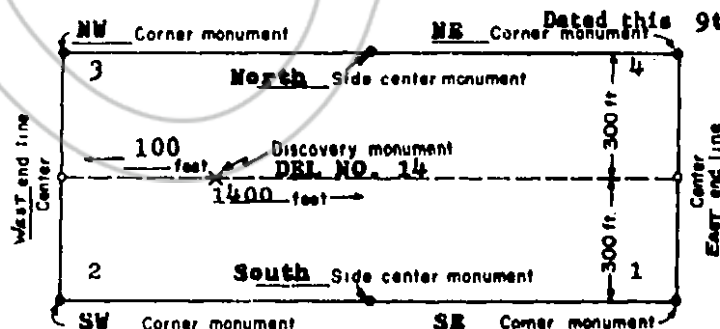 Dated this 9t
NW Corner monument NE Corner monument
3 4
North Side center monument
300 ft
100 feet Discovery monument
DEL NO. 14
WEST end line Center
Center EAST end line
1400 feet
300 ft.
2 1
South Side center monument
SW Corner monument SE Corner monument